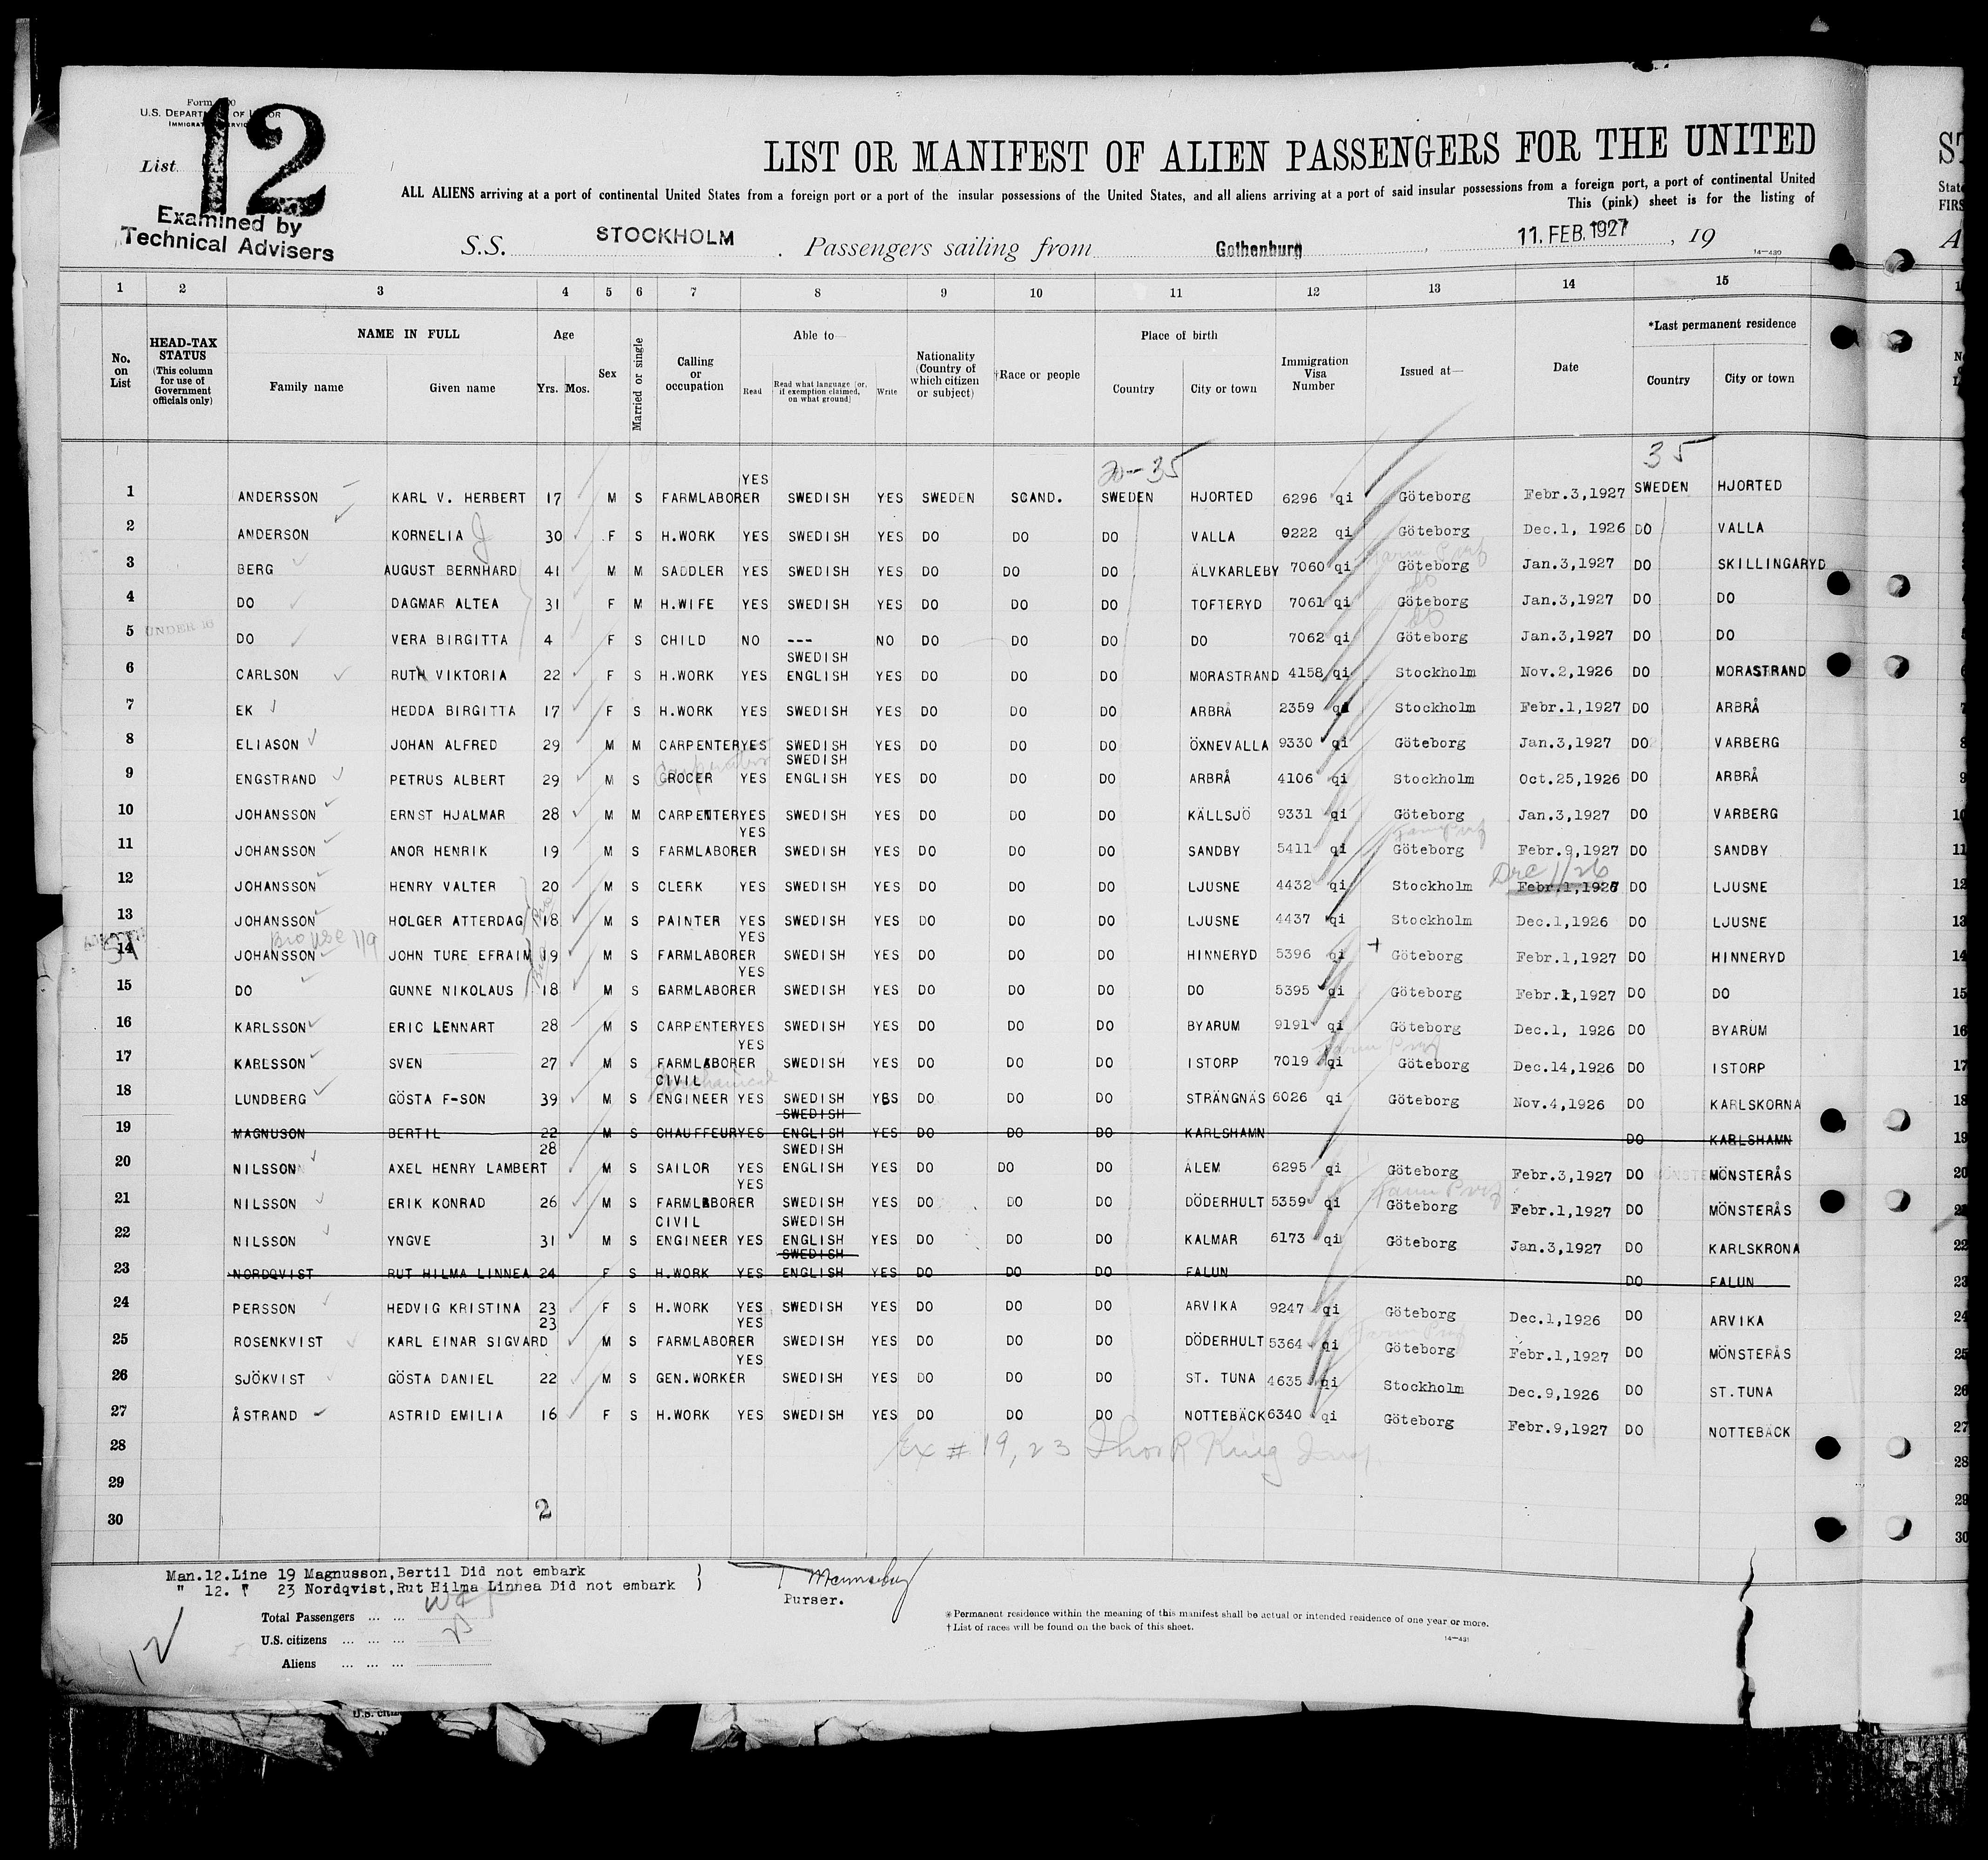 Form 500
U.S. DEPARTMENT OF LABOR
IMMIGRATION SERVICE
List 12
Examined by
Technical Advisers
LIST OR MANIFEST OF ALIEN PASSENGERS FOR THE UNITED
ALL ALIENS arriving at a port of continental United States from a foreign port or a port of the insular possessions of the United States, and all aliens arriving at a port of said insular possessions from a foreign port, a port of continental United
This (pink) sheet is for the listing of
S.S. STOCKHOLM . Passengers sailing from Gothenburg , 11. FEB. 1927 , 19
14—430
1 2 3 4 5 6 7 8 9 10 11 12 13 14 15
No. on List
HEAD-TAX STATUS (This column for use of Government officials only)
NAME IN FULL Family name Given name
Age Yrs. Mos.
Sex
Married or single
Calling or occupation
Able to— Read Read what language [or, if exemption claimed, on what ground] Write
Nationality (Country of which citizen or subject)
†Race or people
Place of birth Country City or town
Immigration Visa Number
Issued at—
Date
*Last permanent residence Country City or town
20-35 35
1 ANDERSSON KARL V. HERBERT 17 M S FARMLABORER YES SWEDISH YES SWEDEN SCAND. SWEDEN HJORTED 6296 qi Göteborg Febr.3,1927 SWEDEN HJORTED
2 ANDERSON KORNELIA J 30 F S H.WORK YES SWEDISH YES DO DO DO VALLA 9222 qi Göteborg Dec.1, 1926 DO VALLA
3 BERG AUGUST BERNHARD 41 M M SADDLER YES SWEDISH YES DO DO DO ÄLVKARLEBY 7060 qi Göteborg Jan.3,1927 DO SKILLINGARYD
4 DO DAGMAR ALTEA 31 F M H.WIFE YES SWEDISH YES DO DO DO TOFTERYD 7061 qi Göteborg Jan.3,1927 DO DO
5 UNDER 16 DO VERA BIRGITTA 4 F S CHILD NO --- NO DO DO DO DO 7062 qi Göteborg Jan.3,1927 DO DO
6 CARLSON RUTH VIKTORIA 22 F S H.WORK YES SWEDISH ENGLISH YES DO DO DO MORASTRAND 4158 qi Stockholm Nov.2,1926 DO MORASTRAND
7 EK HEDDA BIRGITTA 17 F S H.WORK YES SWEDISH YES DO DO DO ARBRÅ 2359 qi Stockholm Febr.1,1927 DO ARBRÅ
8 ELIASON JOHAN ALFRED 29 M M CARPENTER YES SWEDISH YES DO DO DO ÖXNEVALLA 9330 qi Göteborg Jan.3,1927 DO VARBERG
9 ENGSTRAND PETRUS ALBERT 29 M S GROCER Carpenter YES SWEDISH ENGLISH YES DO DO DO ARBRÅ 4106 qi Stockholm Oct.25,1926 DO ARBRÅ
10 JOHANSSON ERNST HJALMAR 28 M M CARPENTER YES SWEDISH YES DO DO DO KÄLLSJÖ 9331 qi Göteborg Jan.3,1927 DO VARBERG
11 JOHANSSON ANOR HENRIK 19 M S FARMLABORER YES SWEDISH YES DO DO DO SANDBY 5411 qi Göteborg Febr.9,1927 DO SANDBY
12 JOHANSSON HENRY VALTER 20 M S CLERK YES SWEDISH YES DO DO DO LJUSNE 4432 qi Stockholm Febr.1,1927 Dec 1/26 DO LJUSNE
13 JOHANSSON HOLGER ATTERDAG 18 M S PAINTER YES SWEDISH YES DO DO DO LJUSNE 4437 qi Stockholm Dec.1,1926 DO LJUSNE
14 JOHANSSON JOHN TURE EFRAIM 19 M S FARMLABORER YES SWEDISH YES DO DO DO HINNERYD 5396 qi + Göteborg Febr.1,1927 DO HINNERYD
15 DO GUNNE NIKOLAUS 18 M S GARMLABORER YES SWEDISH YES DO DO DO DO 5395 qi Göteborg Febr.1,1927 DO DO
16 KARLSSON ERIC LENNART 28 M S CARPENTER YES SWEDISH YES DO DO DO BYARUM 9191 qi Göteborg Dec.1, 1926 DO BYARUM
17 KARLSSON SVEN 27 M S FARMLABORER YES SWEDISH YES DO DO DO ISTORP 7019 qi Farm Pref Göteborg Dec.14,1926 DO ISTORP
18 LUNDBERG GÖSTA F-SON 39 M S CIVIL ENGINEER Mechanical YES SWEDISH YES DO DO DO STRÄNGNÄS 6026 qi Göteborg Nov.4,1926 DO KARLSKORNA
19 MAGNUSON BERTIL 22 M S CHAUFFEUR YES SWEDISH ENGLISH YES DO DO DO KARLSHAMN DO KARLSHAMN
20 NILSSON AXEL HENRY LAMBERT 28 M S SAILOR YES SWEDISH ENGLISH YES DO DO DO ÅLEM 6295 qi Göteborg Febr.3,1927 DO MÖNSTERÅS
21 NILSSON ERIK KONRAD 26 M S FARMLABORER YES SWEDISH YES DO DO DO DÖDERHULT 5359 qi Farm Pref Göteborg Febr.1,1927 DO MÖNSTERÅS
22 NILSSON YNGVE 31 M S CIVIL ENGINEER YES SWEDISH ENGLISH YES DO DO DO KALMAR 6173 qi Göteborg Jan.3,1927 DO KARLSKRONA
23 NORDQVIST RUT HILMA LINNEA 24 F S H.WORK YES SWEDISH ENGLISH YES DO DO DO FALUN DO FALUN
24 PERSSON HEDVIG KRISTINA 23 F S H.WORK YES SWEDISH YES DO DO DO ARVIKA 9247 qi Göteborg Dec.1,1926 DO ARVIKA
25 ROSENKVIST KARL EINAR SIGVARD 23 M S FARMLABORER YES SWEDISH YES DO DO DO DÖDERHULT 5364 qi Farm Pref Göteborg Febr.1,1927 DO MÖNSTERÅS
26 SJÖKVIST GÖSTA DANIEL 22 M S GEN.WORKER YES SWEDISH YES DO DO DO ST. TUNA 4635 qi Stockholm Dec.9,1926 DO ST.TUNA
27 ÅSTRAND ASTRID EMILIA 16 F S H.WORK YES SWEDISH YES DO DO DO NOTTEBÄCK 6340 qi Göteborg Febr.9,1927 DO NOTTEBÄCK
28 Ex # 19, 23 King
29
30 2
Man.12.Line 19 Magnusson,Bertil Did not embark )
" 12. " 23 Nordqvist,Rut Hilma Linnea Did not embark )
Purser.
Total Passengers ... ...
U.S. citizens ... ... ...
Aliens ... ... ...
12
*Permanent residence within the meaning of this manifest shall be actual or intended residence of one year or more.
†List of races will be found on the back of this sheet.
14—431